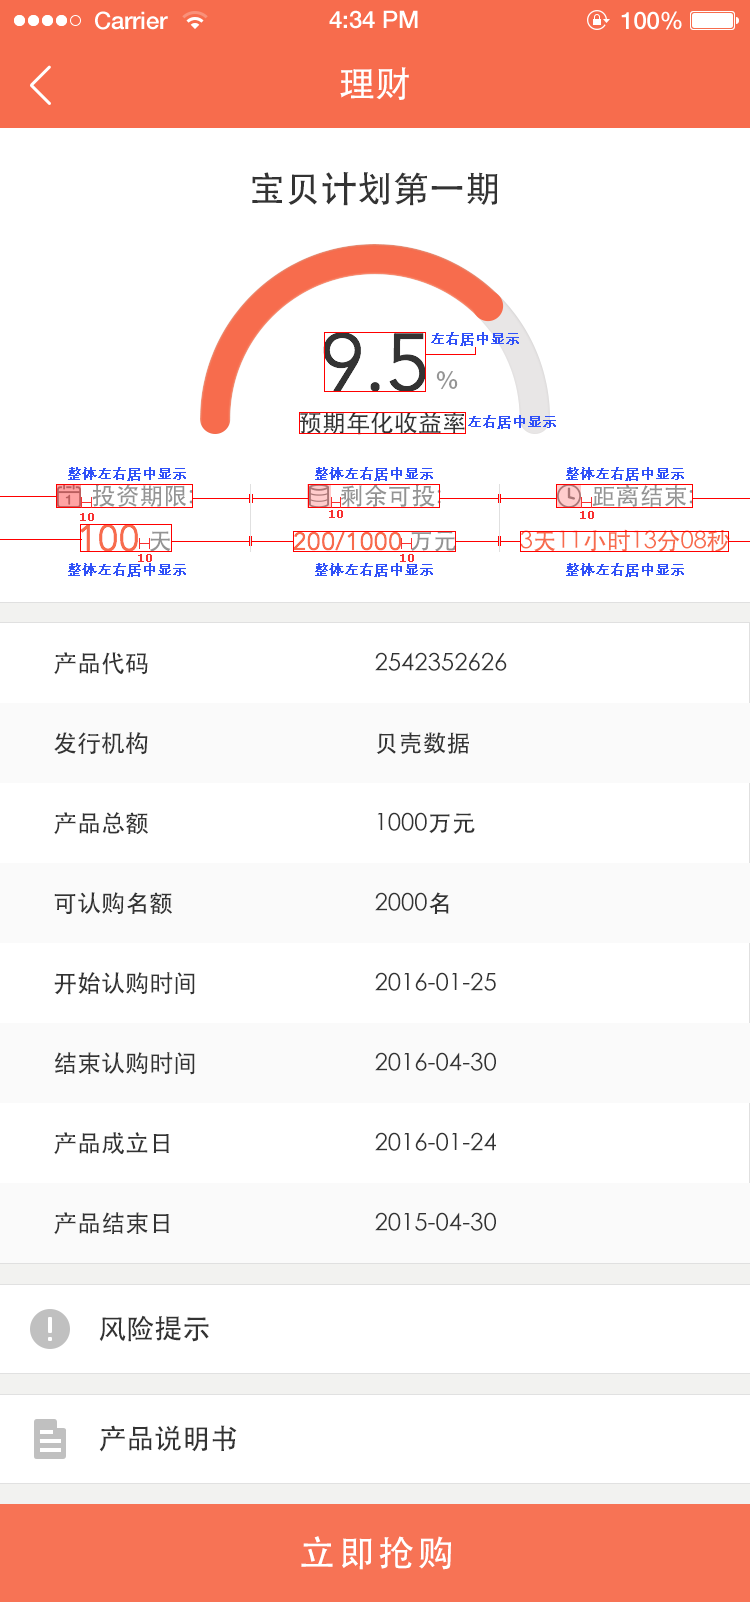 Carrier 4:34 PM 100%
理财
宝贝计划第一期
左右居中显示
9.5 %
预期年化收益率 左右居中显示
整体左右居中显示 整体左右居中显示 整体左右居中显示
1 投资期限: 剩余可投: 距离结束:
10 10 10
100 天 200/1000 万元 3天11小时13分08秒
10 10
整体左右居中显示 整体左右居中显示 整体左右居中显示
产品代码 2542352626
发行机构 贝壳数据
产品总额 1000万元
可认购名额 2000名
开始认购时间 2016-01-25
结束认购时间 2016-04-30
产品成立日 2016-01-24
产品结束日 2015-04-30
风险提示
产品说明书
立即抢购